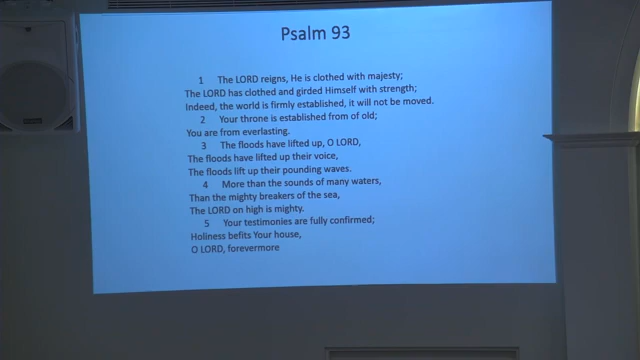 Psalm 93
1 The LORD reigns, He is clothed with majesty;
The LORD has clothed and girded Himself with strength;
Indeed, the world is firmly established, it will not be moved.
2 Your throne is established from of old;
You are from everlasting.
3 The floods have lifted up, O LORD,
The floods have lifted up their voice,
The floods lift up their pounding waves.
4 More than the sounds of many waters,
Than the mighty breakers of the sea,
The LORD on high is mighty.
5 Your testimonies are fully confirmed;
Holiness befits Your house,
O LORD, forevermore